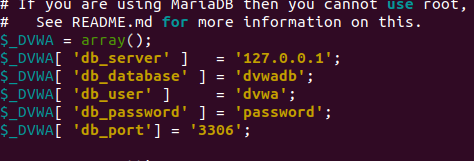 # If you are using MariaDB then you cannot use root,
#   See README.md for more information on this.
$_DVWA = array();
$_DVWA[ 'db_server' ]   = '127.0.0.1';
$_DVWA[ 'db_database' ] = 'dvwadb';
$_DVWA[ 'db_user' ]     = 'dvwa';
$_DVWA[ 'db_password' ] = 'password';
$_DVWA[ 'db_port'] = '3306';